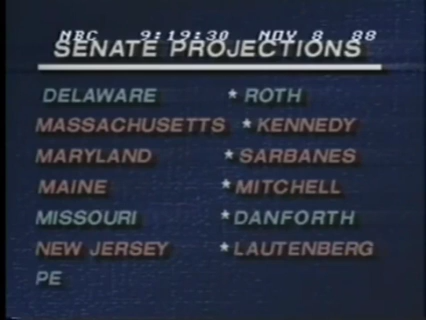 NBC 9:19:30 NOV 8 88
SENATE PROJECTIONS
DELAWARE * ROTH
MASSACHUSETTS * KENNEDY
MARYLAND * SARBANES
MAINE * MITCHELL
MISSOURI * DANFORTH
NEW JERSEY * LAUTENBERG
PE